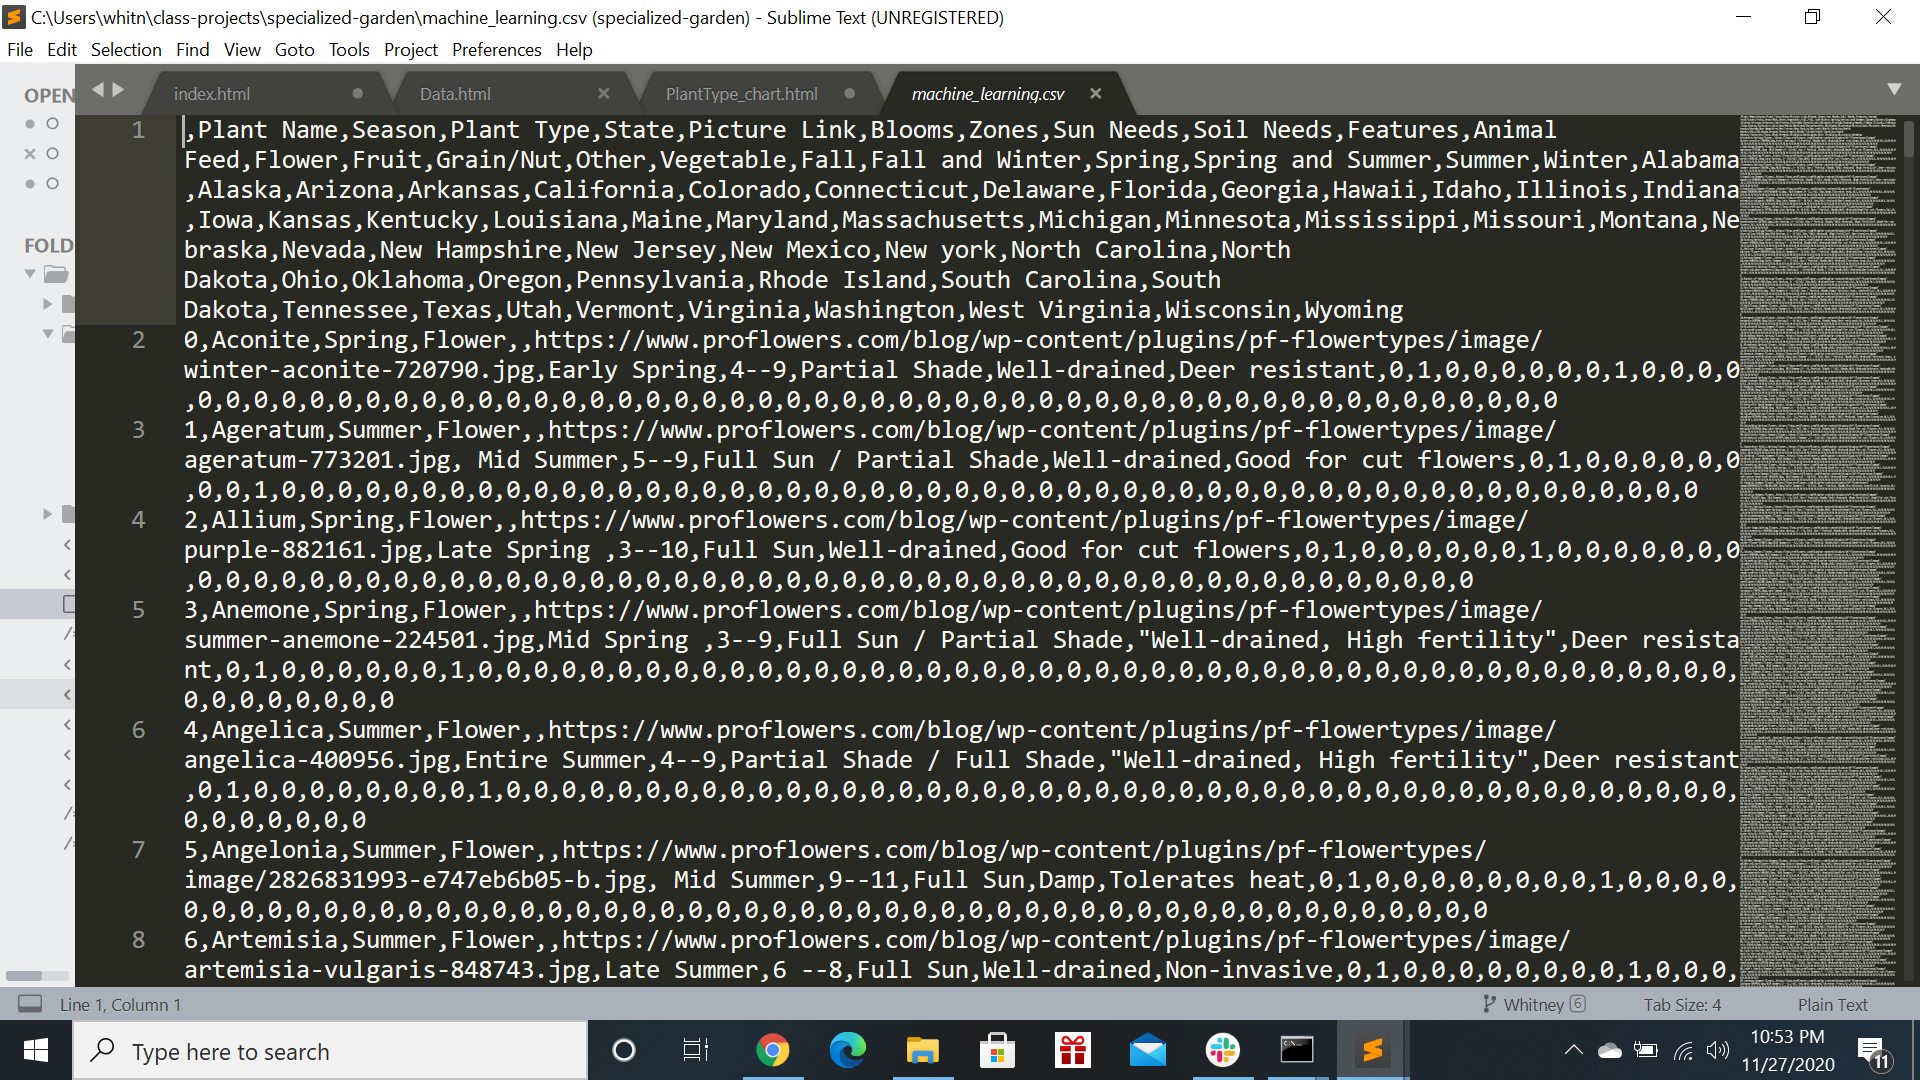 C:\Users\whitn\class-projects\specialized-garden\machine_learning.csv (specialized-garden) - Sublime Text (UNREGISTERED)
File Edit Selection Find View Goto Tools Project Preferences Help
OPEN
index.html
Data.html
PlantType_chart.html
machine_learning.csv
FOLD
1 ,Plant Name,Season,Plant Type,State,Picture Link,Blooms,Zones,Sun Needs,Soil Needs,Features,Animal
Feed,Flower,Fruit,Grain/Nut,Other,Vegetable,Fall,Fall and Winter,Spring,Spring and Summer,Summer,Winter,Alabama
,Alaska,Arizona,Arkansas,California,Colorado,Connecticut,Delaware,Florida,Georgia,Hawaii,Idaho,Illinois,Indiana
,Iowa,Kansas,Kentucky,Louisiana,Maine,Maryland,Massachusetts,Michigan,Minnesota,Mississippi,Missouri,Montana,Ne
braska,Nevada,New Hampshire,New Jersey,New Mexico,New york,North Carolina,North
Dakota,Ohio,Oklahoma,Oregon,Pennsylvania,Rhode Island,South Carolina,South
Dakota,Tennessee,Texas,Utah,Vermont,Virginia,Washington,West Virginia,Wisconsin,Wyoming
2 0,Aconite,Spring,Flower,,https://www.proflowers.com/blog/wp-content/plugins/pf-flowertypes/image/
winter-aconite-720790.jpg,Early Spring,4--9,Partial Shade,Well-drained,Deer resistant,0,1,0,0,0,0,0,0,1,0,0,0,0
,0,0,0,0,0,0,0,0,0,0,0,0,0,0,0,0,0,0,0,0,0,0,0,0,0,0,0,0,0,0,0,0,0,0,0,0,0,0,0,0,0,0,0,0,0,0,0,0,0
3 1,Ageratum,Summer,Flower,,https://www.proflowers.com/blog/wp-content/plugins/pf-flowertypes/image/
ageratum-773201.jpg, Mid Summer,5--9,Full Sun / Partial Shade,Well-drained,Good for cut flowers,0,1,0,0,0,0,0,0
,0,0,1,0,0,0,0,0,0,0,0,0,0,0,0,0,0,0,0,0,0,0,0,0,0,0,0,0,0,0,0,0,0,0,0,0,0,0,0,0,0,0,0,0,0,0,0,0,0,0,0,0,0,0
4 2,Allium,Spring,Flower,,https://www.proflowers.com/blog/wp-content/plugins/pf-flowertypes/image/
purple-882161.jpg,Late Spring ,3--10,Full Sun,Well-drained,Good for cut flowers,0,1,0,0,0,0,0,0,1,0,0,0,0,0,0,0
,0,0,0,0,0,0,0,0,0,0,0,0,0,0,0,0,0,0,0,0,0,0,0,0,0,0,0,0,0,0,0,0,0,0,0,0,0,0,0,0,0,0,0,0,0,0
5 3,Anemone,Spring,Flower,,https://www.proflowers.com/blog/wp-content/plugins/pf-flowertypes/image/
summer-anemone-224501.jpg,Mid Spring ,3--9,Full Sun / Partial Shade,"Well-drained, High fertility",Deer resista
nt,0,1,0,0,0,0,0,0,1,0,0,0,0,0,0,0,0,0,0,0,0,0,0,0,0,0,0,0,0,0,0,0,0,0,0,0,0,0,0,0,0,0,0,0,0,0,0,0,0,0,0,0,0,0,
0,0,0,0,0,0,0,0
6 4,Angelica,Summer,Flower,,https://www.proflowers.com/blog/wp-content/plugins/pf-flowertypes/image/
angelica-400956.jpg,Entire Summer,4--9,Partial Shade / Full Shade,"Well-drained, High fertility",Deer resistant
,0,1,0,0,0,0,0,0,0,0,1,0,0,0,0,0,0,0,0,0,0,0,0,0,0,0,0,0,0,0,0,0,0,0,0,0,0,0,0,0,0,0,0,0,0,0,0,0,0,0,0,0,0,0,0,
0,0,0,0,0,0,0
7 5,Angelonia,Summer,Flower,,https://www.proflowers.com/blog/wp-content/plugins/pf-flowertypes/
image/2826831993-e747eb6b05-b.jpg, Mid Summer,9--11,Full Sun,Damp,Tolerates heat,0,1,0,0,0,0,0,0,0,0,1,0,0,0,0,
0,0,0,0,0,0,0,0,0,0,0,0,0,0,0,0,0,0,0,0,0,0,0,0,0,0,0,0,0,0,0,0,0,0,0,0,0,0,0,0,0,0,0,0,0,0,0
8 6,Artemisia,Summer,Flower,,https://www.proflowers.com/blog/wp-content/plugins/pf-flowertypes/image/
artemisia-vulgaris-848743.jpg,Late Summer,6 --8,Full Sun,Well-drained,Non-invasive,0,1,0,0,0,0,0,0,0,0,1,0,0,0,
Line 1, Column 1
Whitney 6
Tab Size: 4
Plain Text
Type here to search
10:53 PM
11/27/2020
11